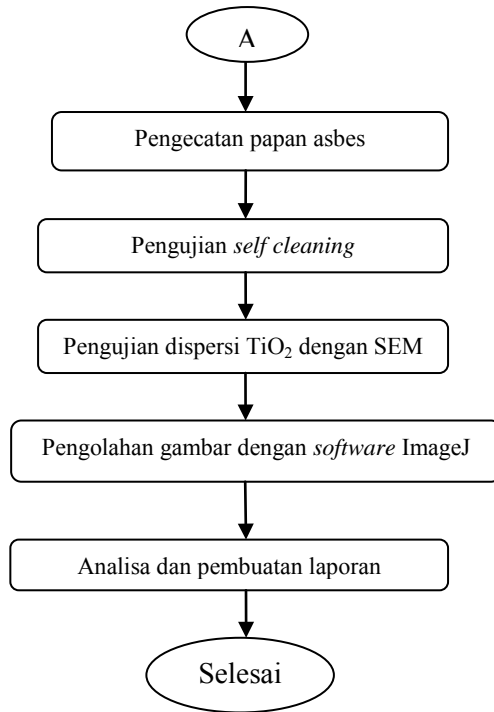 A
Pengecatan papan asbes
Pengujian self cleaning
Pengujian dispersi TiO₂ dengan SEM
Pengolahan gambar dengan software ImageJ
Analisa dan pembuatan laporan
Selesai